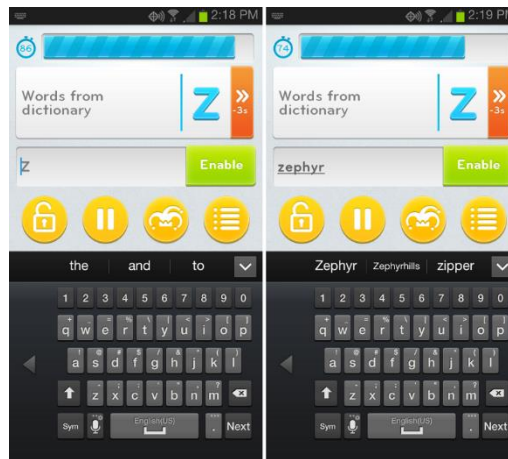 2:18 PM
86
Words from
dictionary
Z
-3s
Z
Enable
the and to
1 2 3 4 5 6 7 8 9 0
q w e r t y u i o p
a s d f g h j k l
z x c v b n m
Sym English(US) . Next
2:19 PM
74
Words from
dictionary
Z
-3s
zephyr
Enable
Zephyr Zephyrhills zipper
1 2 3 4 5 6 7 8 9 0
q w e r t y u i o p
a s d f g h j k l
z x c v b n m
Sym English(US) . Next